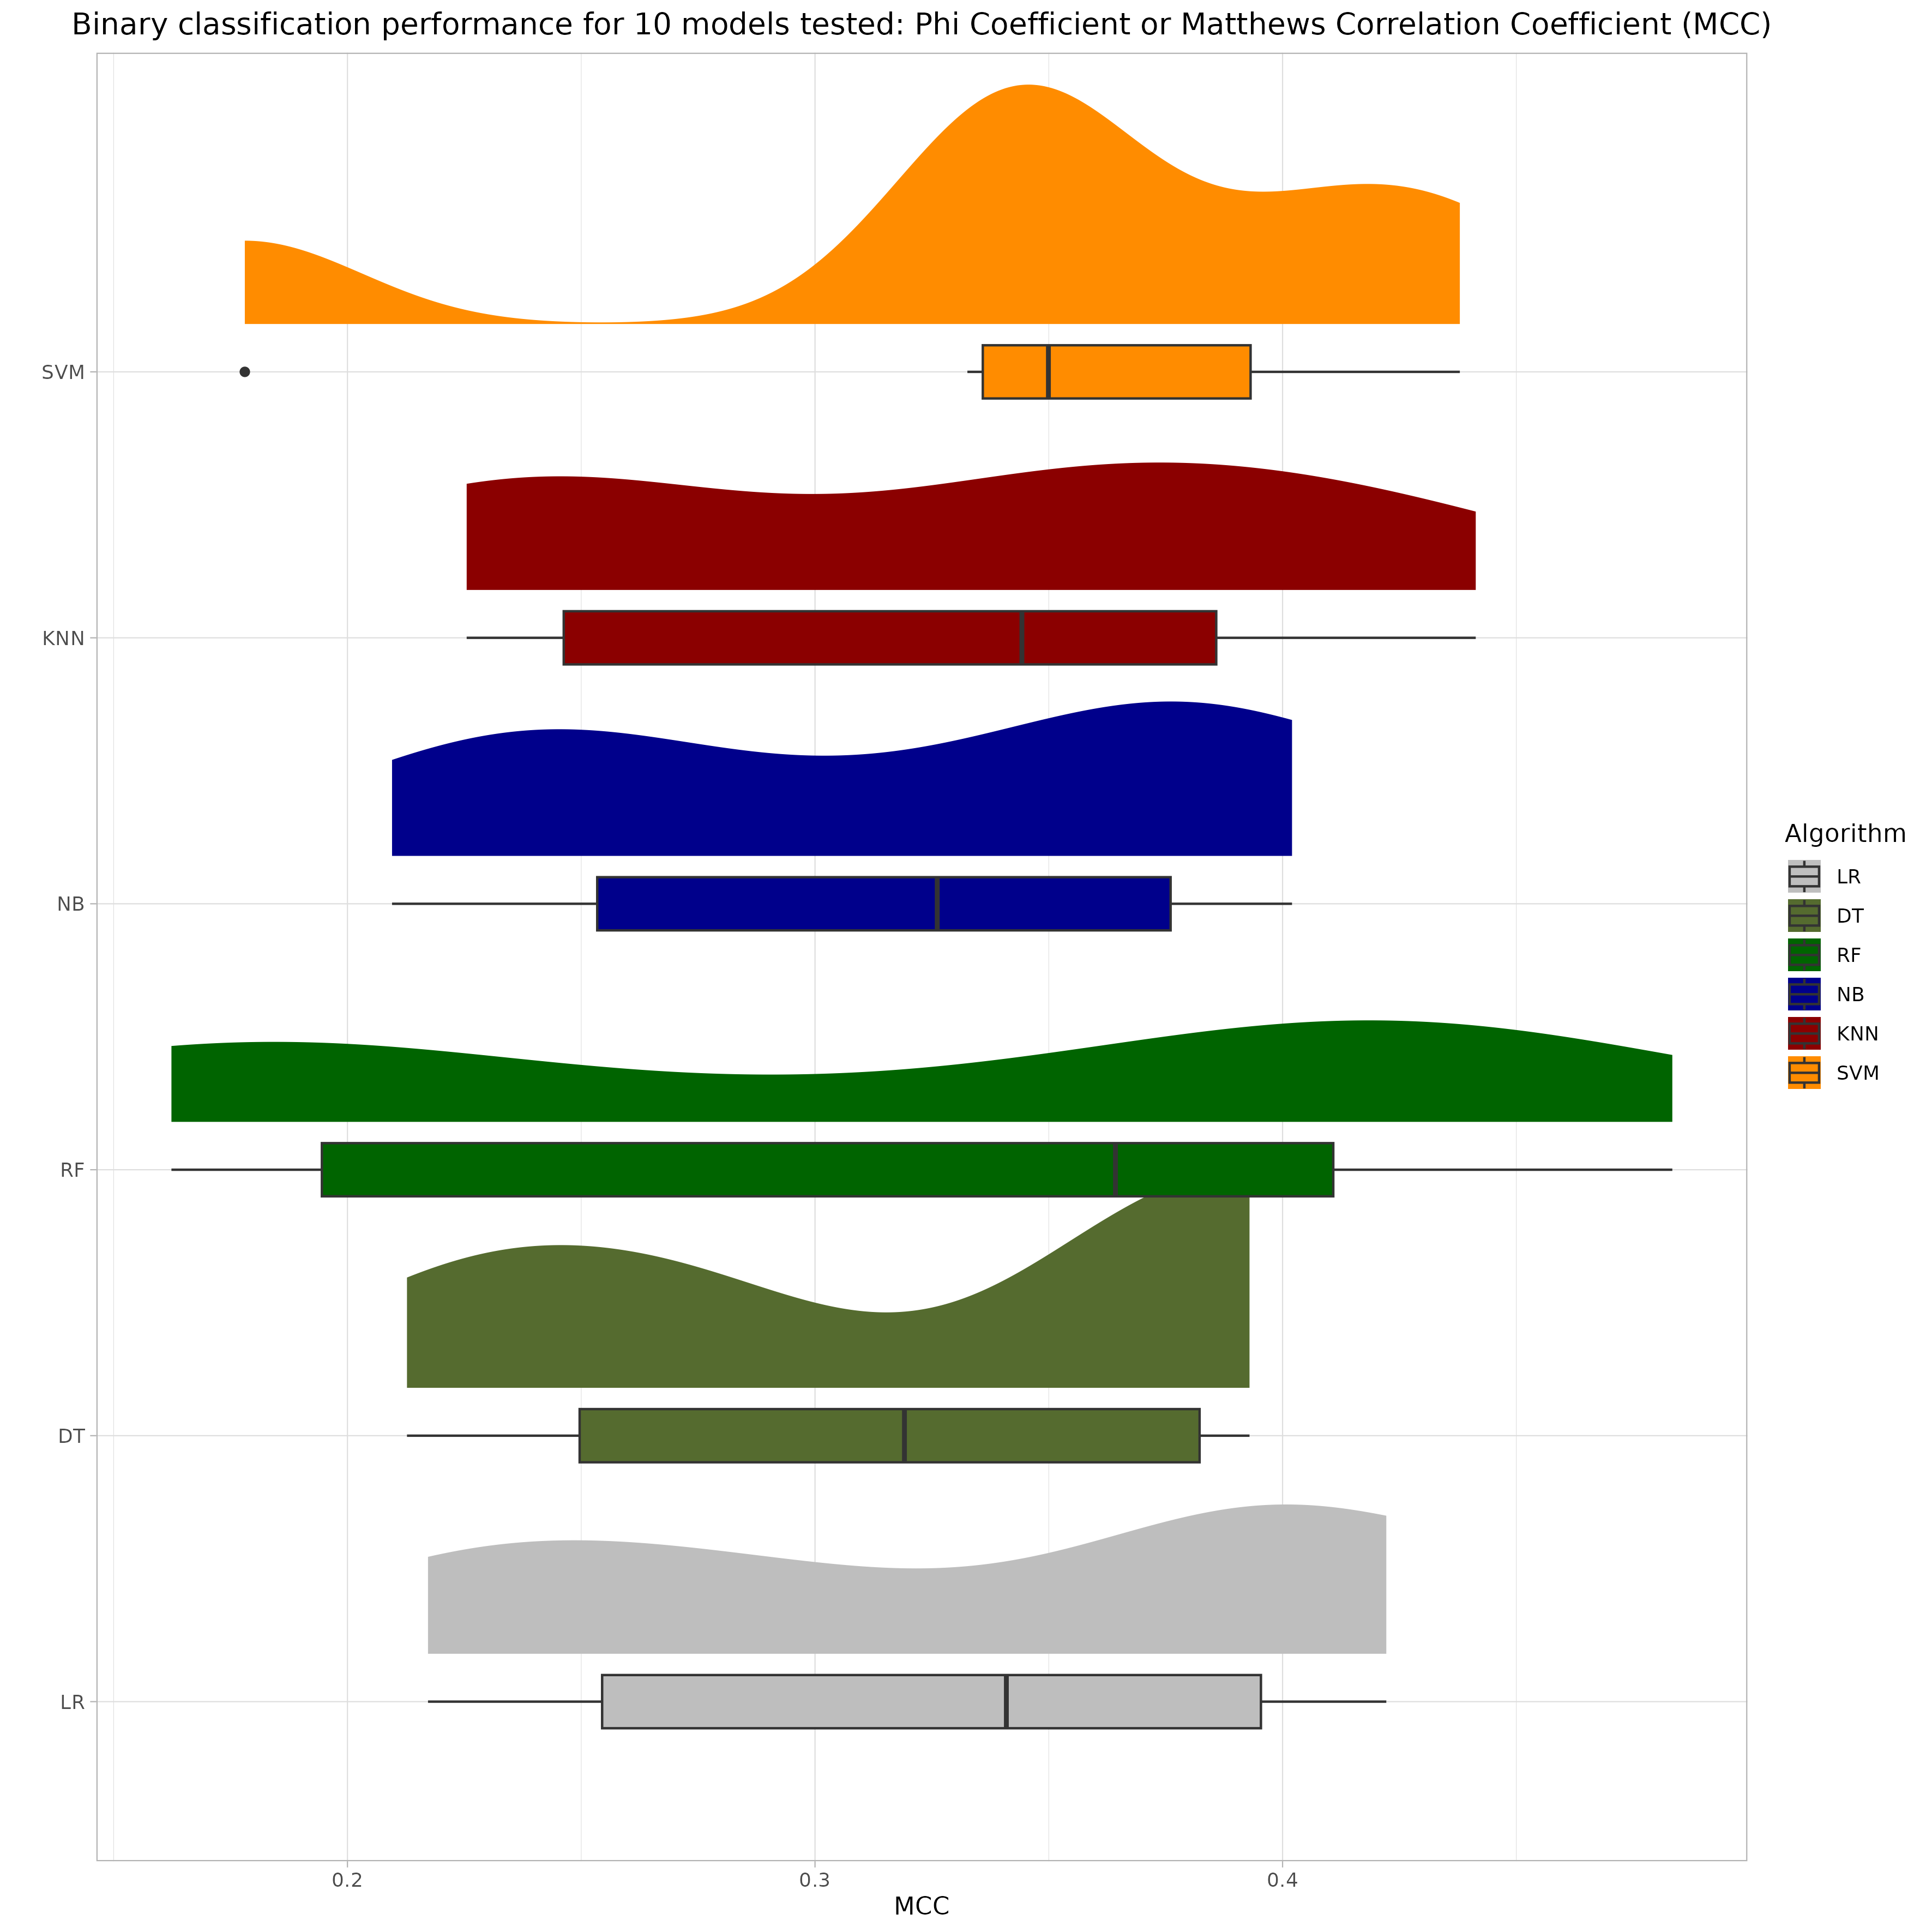 Binary classification performance for 10 models tested: Phi Coefficient or Matthews Correlation Coefficient (MCC)
SVM
KNN
NB
RF
DT
LR
0.2
0.3
0.4
MCC
Algorithm
LR
DT
RF
NB
KNN
SVM